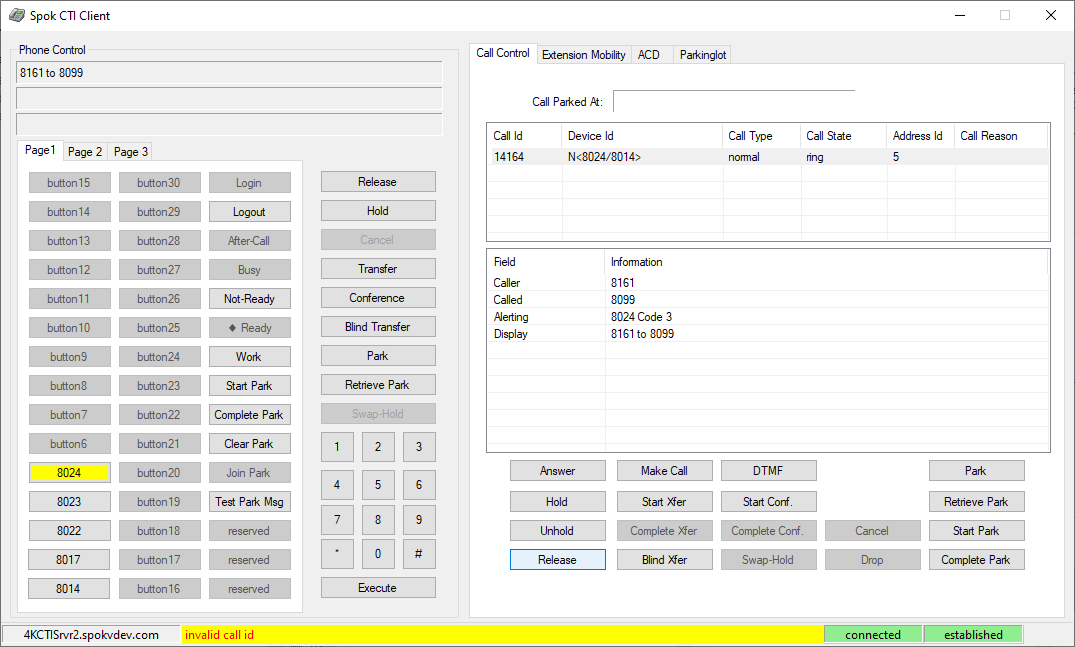 Spok CTI Client
Phone Control
8161 to 8099
Page1 Page 2 Page 3
button15 button30 Login
button14 button29 Logout
button13 button28 After-Call
button12 button27 Busy
button11 button26 Not-Ready
button10 button25 ♦ Ready
button9 button24 Work
button8 button23 Start Park
button7 button22 Complete Park
button6 button21 Clear Park
8024 button20 Join Park
8023 button19 Test Park Msg
8022 button18 reserved
8017 button17 reserved
8014 button16 reserved
Release
Hold
Cancel
Transfer
Conference
Blind Transfer
Park
Retrieve Park
Swap-Hold
1 2 3
4 5 6
7 8 9
* 0 #
Execute
Call Control Extension Mobility ACD Parkinglot
Call Parked At:
Call Id Device Id Call Type Call State Address Id Call Reason
14164 N<8024/8014> normal ring 5
Field Information
Caller 8161
Called 8099
Alerting 8024 Code 3
Display 8161 to 8099
Answer Make Call DTMF Park
Hold Start Xfer Start Conf. Retrieve Park
Unhold Complete Xfer Complete Conf. Cancel Start Park
Release Blind Xfer Swap-Hold Drop Complete Park
4KCTISrvr2.spokvdev.com invalid call id connected established